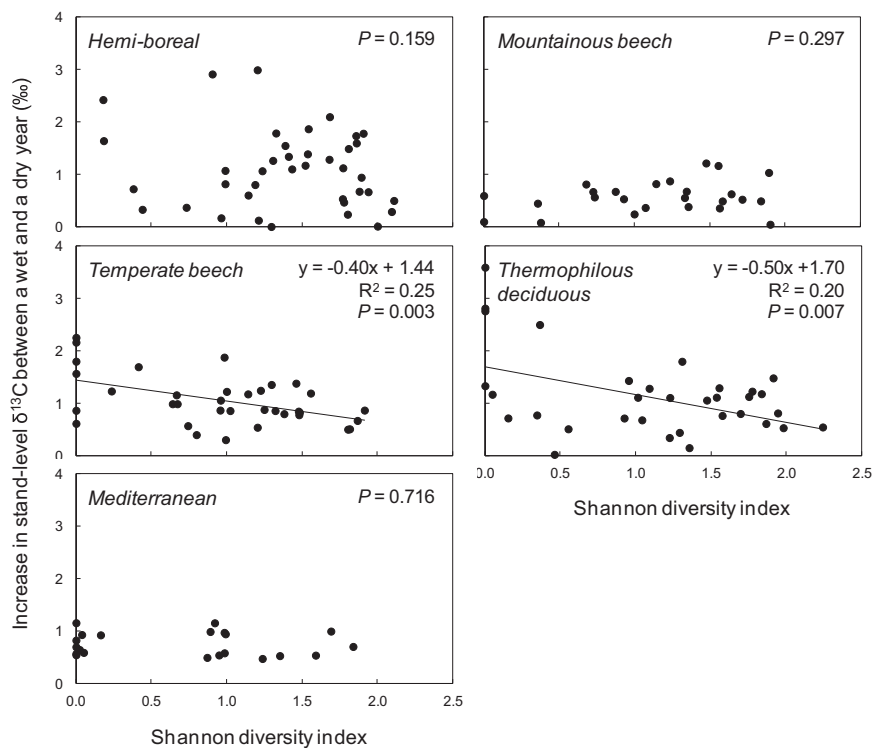 Increase in stand-level δ¹³C between a wet and a dry year (‰)
4
3
2
1
0
Hemi-boreal
P = 0.159
Mountainous beech
P = 0.297
4
3
2
1
0
Temperate beech
y = -0.40x + 1.44
R² = 0.25
P = 0.003
Thermophilous
deciduous
y = -0.50x +1.70
R² = 0.20
P = 0.007
0.0 0.5 1.0 1.5 2.0 2.5
Shannon diversity index
4
3
2
1
0
Mediterranean
P = 0.716
0.0 0.5 1.0 1.5 2.0 2.5
Shannon diversity index